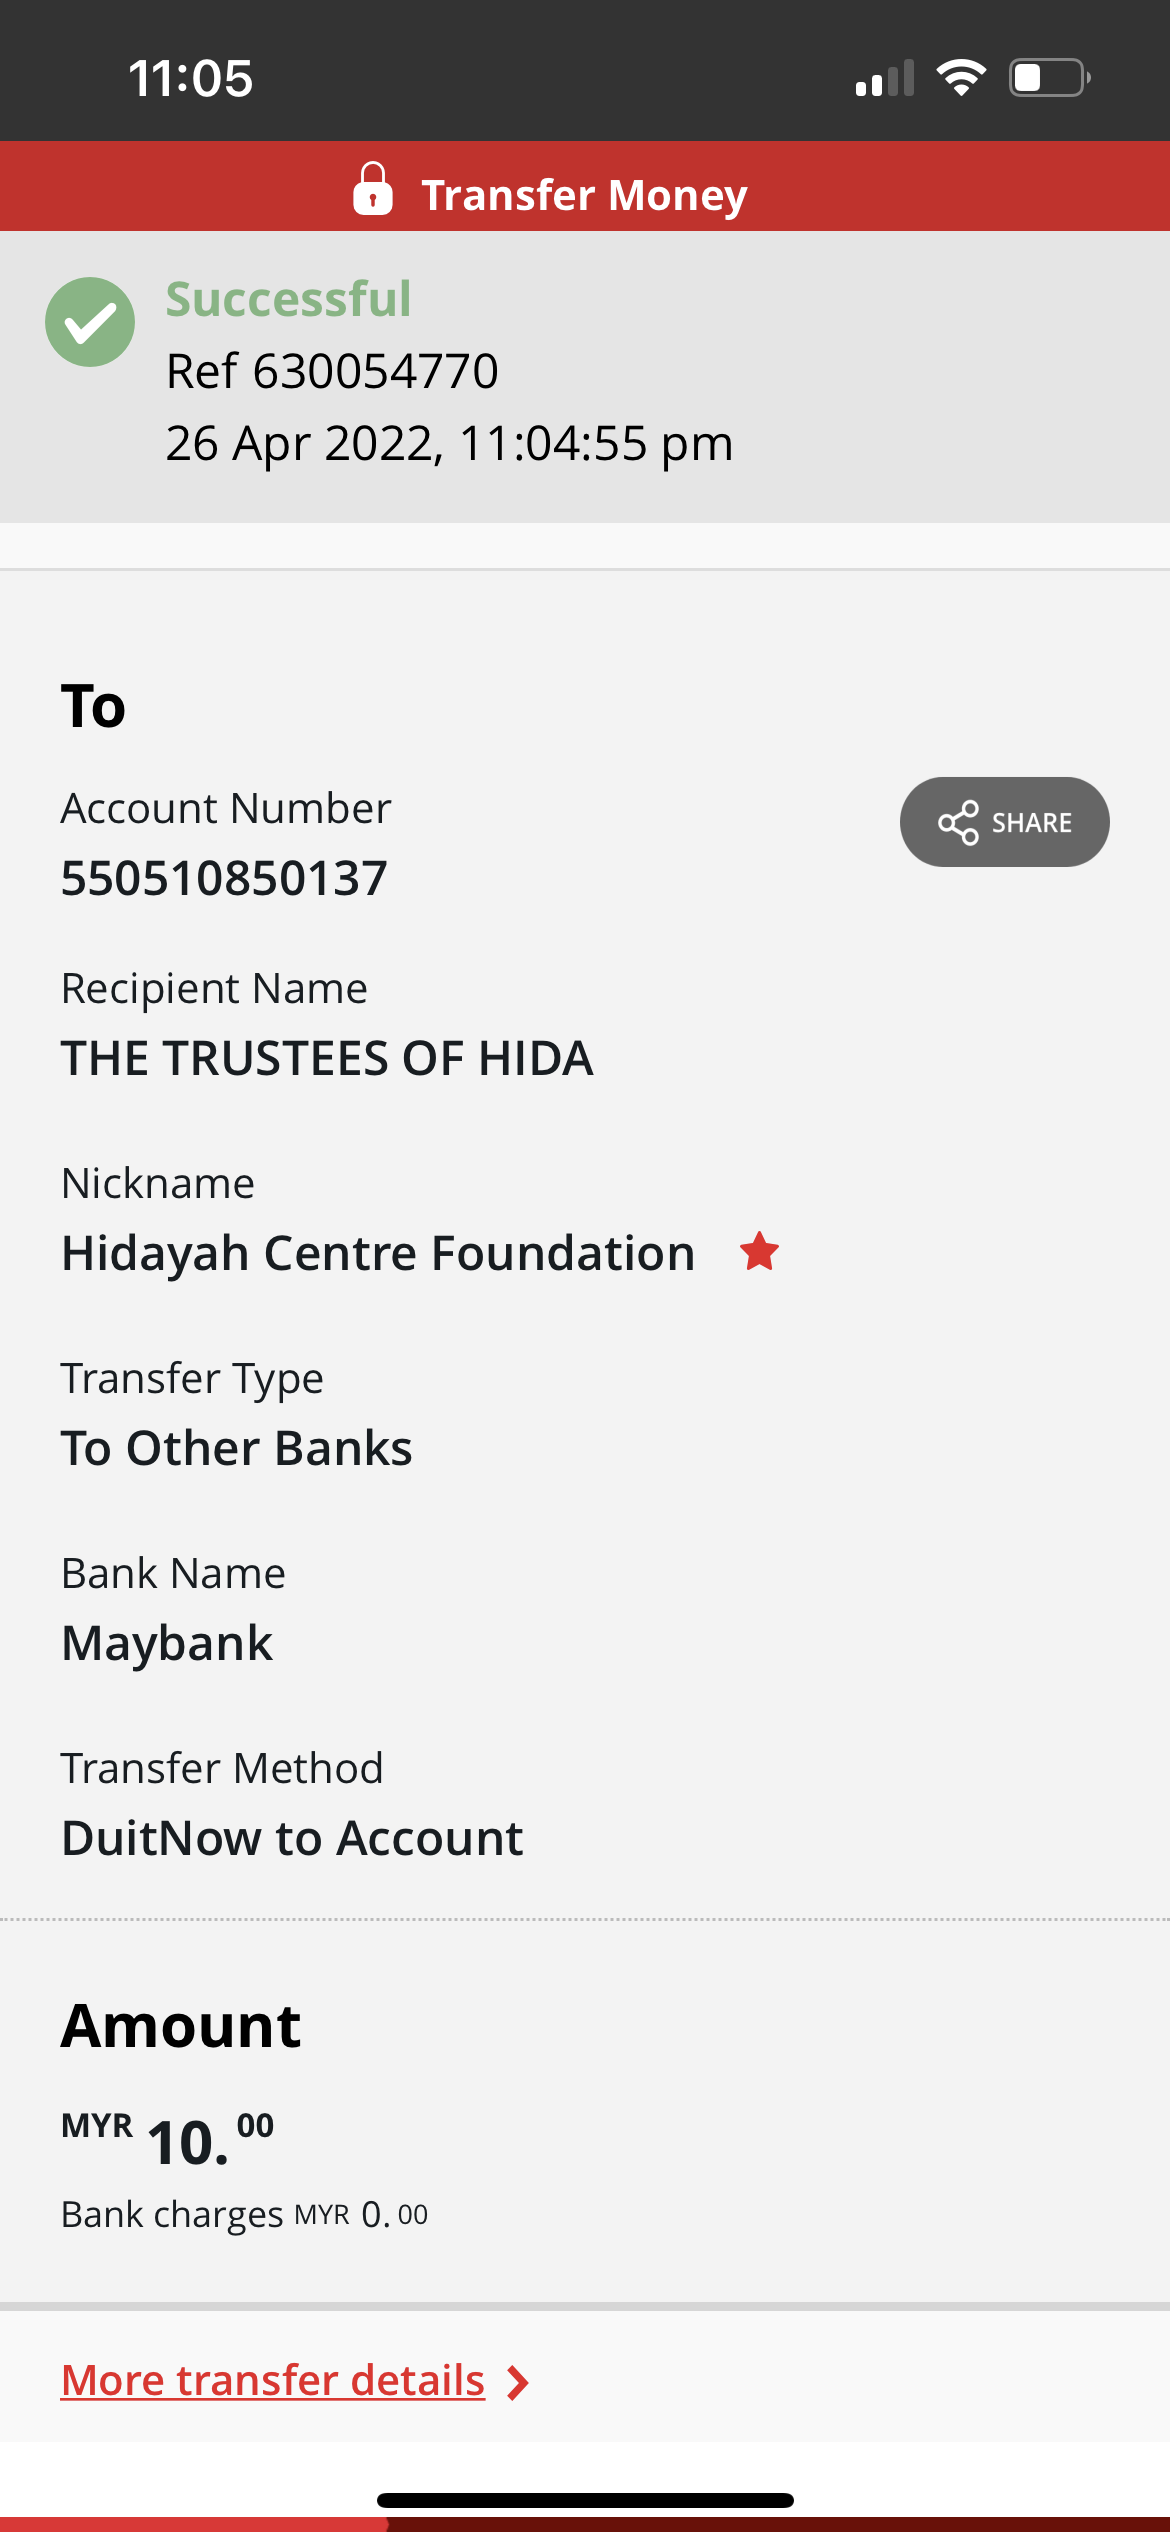 11:05
Transfer Money
Successful
Ref 630054770
26 Apr 2022, 11:04:55 pm
To
Account Number
550510850137
SHARE
Recipient Name
THE TRUSTEES OF HIDA
Nickname
Hidayah Centre Foundation
Transfer Type
To Other Banks
Bank Name
Maybank
Transfer Method
DuitNow to Account
Amount
MYR 10.00
Bank charges MYR 0.00
More transfer details